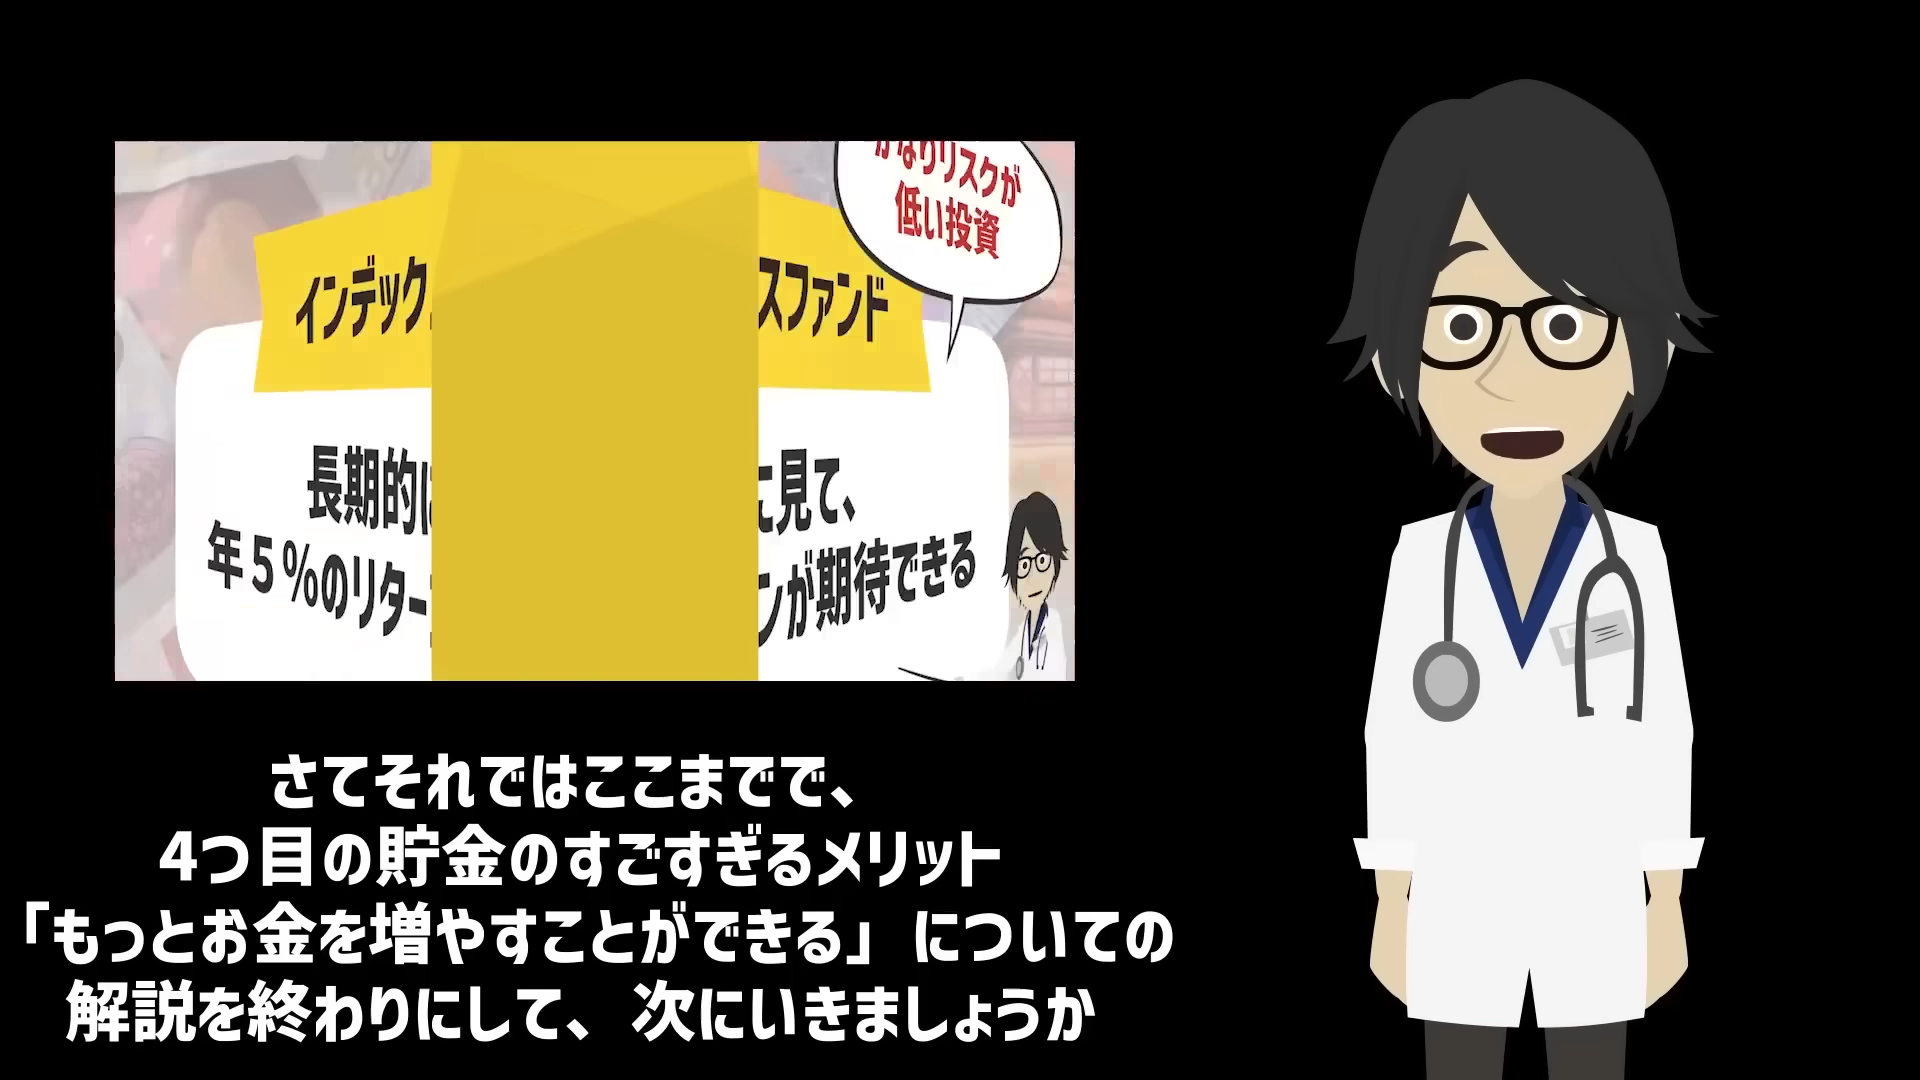 かなりリスクが
低い投資
インデックスファンド
長期的に見て、
年５％のリターンが期待できる
さてそれではここまでで、
4つ目の貯金のすごすぎるメリット
「もっとお金を増やすことができる」についての
解説を終わりにして、次にいきましょうか